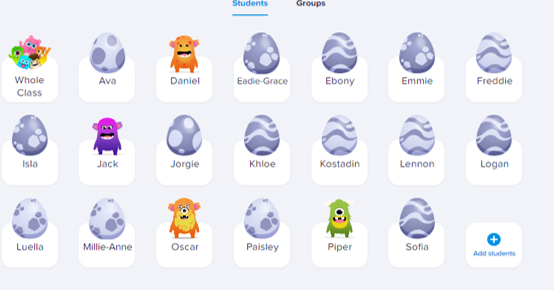 Students Groups
Whole
Class
Ava
Daniel
Eadie-Grace
Ebony
Emmie
Freddie
Isla
Jack
Jorgie
Khloe
Kostadin
Lennon
Logan
Luella
Millie-Anne
Oscar
Paisley
Piper
Sofia
Add students